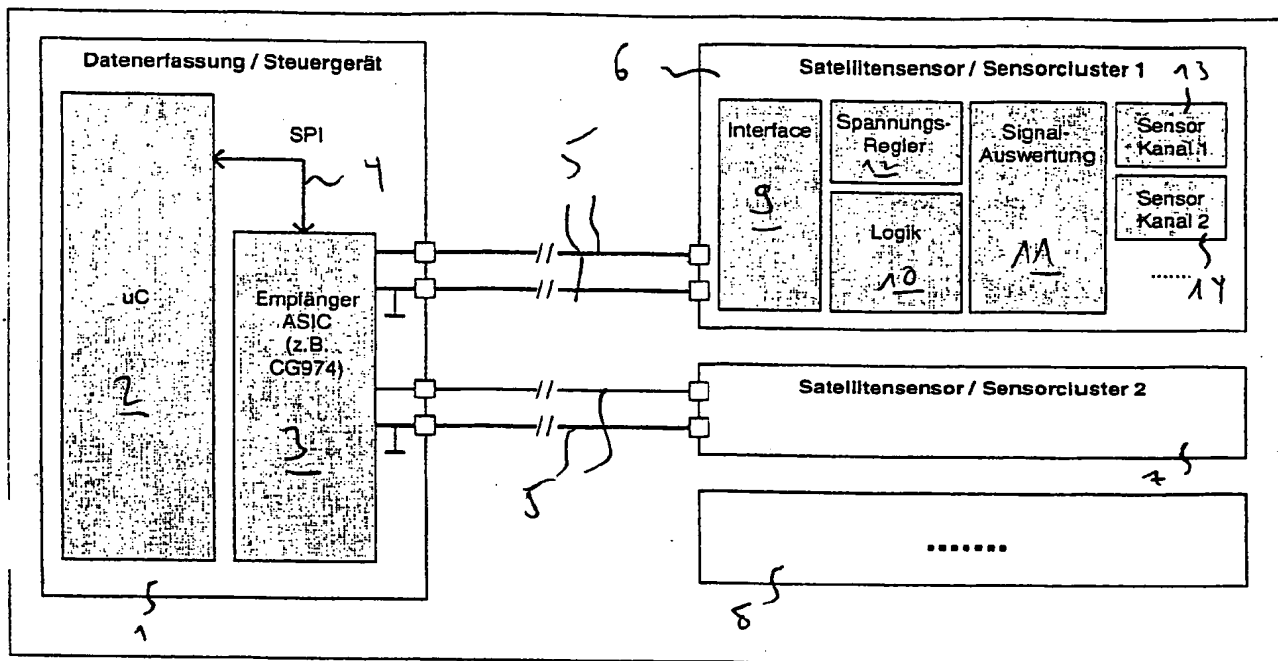 Datenerfassung / Steuergerät
uC
2
SPI
4
Empfänger
ASIC
(z.B.
CG974)
3
1
5
5
6
Satellitensensor / Sensorcluster 1
Interface
9
Spannungs-
Regler
12
Logik
10
Signal-
Auswertung
11
13
Sensor
Kanal 1
Sensor
Kanal 2
........
14
Satellitensensor / Sensorcluster 2
7
.......
8